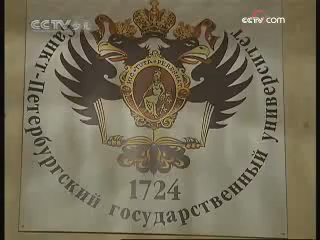 CCTV
CCTV.com
Санкт-Петербургский государственный университет
1724